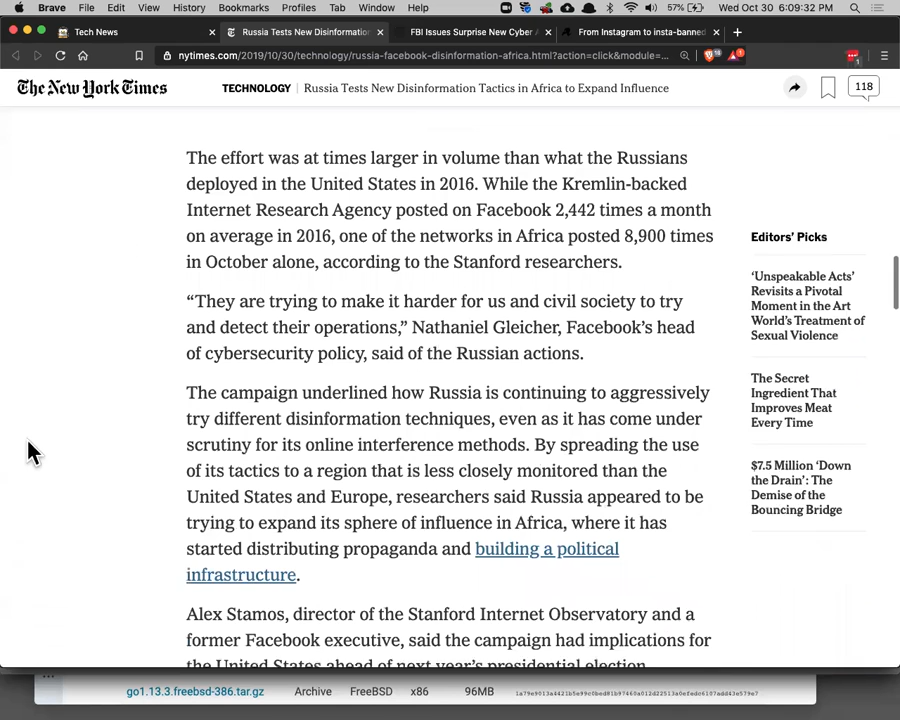 Brave File Edit View History Bookmarks Profiles Tab Window Help 57% Wed Oct 30 6:09:32 PM
Tech News × Russia Tests New Disinformation × FBI Issues Surprise New Cyber × From Instagram to insta-banned × +
nytimes.com/2019/10/30/technology/russia-facebook-disinformation-africa.html?action=click&module=...
The New York Times TECHNOLOGY | Russia Tests New Disinformation Tactics in Africa to Expand Influence 118
The effort was at times larger in volume than what the Russians
deployed in the United States in 2016. While the Kremlin-backed
Internet Research Agency posted on Facebook 2,442 times a month
on average in 2016, one of the networks in Africa posted 8,900 times
in October alone, according to the Stanford researchers.
“They are trying to make it harder for us and civil society to try
and detect their operations,” Nathaniel Gleicher, Facebook’s head
of cybersecurity policy, said of the Russian actions.
The campaign underlined how Russia is continuing to aggressively
try different disinformation techniques, even as it has come under
scrutiny for its online interference methods. By spreading the use
of its tactics to a region that is less closely monitored than the
United States and Europe, researchers said Russia appeared to be
trying to expand its sphere of influence in Africa, where it has
started distributing propaganda and building a political
infrastructure.
Alex Stamos, director of the Stanford Internet Observatory and a
former Facebook executive, said the campaign had implications for
the United States ahead of next year’s presidential election.
Editors’ Picks
‘Unspeakable Acts’
Revisits a Pivotal
Moment in the Art
World’s Treatment of
Sexual Violence
The Secret
Ingredient That
Improves Meat
Every Time
$7.5 Million ‘Down
the Drain’: The
Demise of the
Bouncing Bridge
go1.13.3.freebsd-386.tar.gz Archive FreeBSD x86 96MB